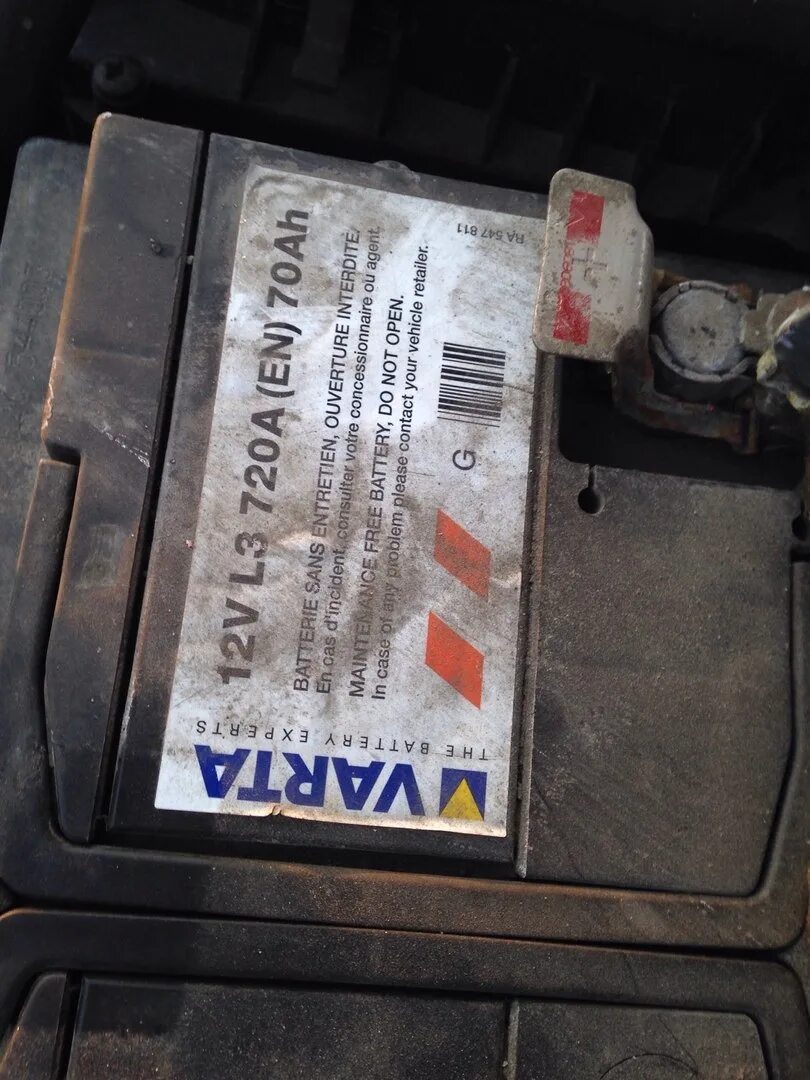 VARTA
THE BATTERY EXPERTS
12V L3 720A (EN) 70Ah
BATTERIE SANS ENTRETIEN, OUVERTURE INTERDITE.
En cas d'incident, consulter votre concessionnaire ou agent.
MAINTENANCE FREE BATTERY, DO NOT OPEN.
In case of any problem please contact your vehicle retailer.
G
RA 547 811